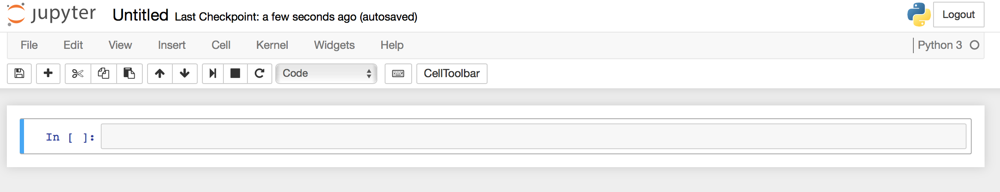 jupyter Untitled Last Checkpoint: a few seconds ago (autosaved) Logout
File Edit View Insert Cell Kernel Widgets Help Python 3
Code CellToolbar
In [ ]: